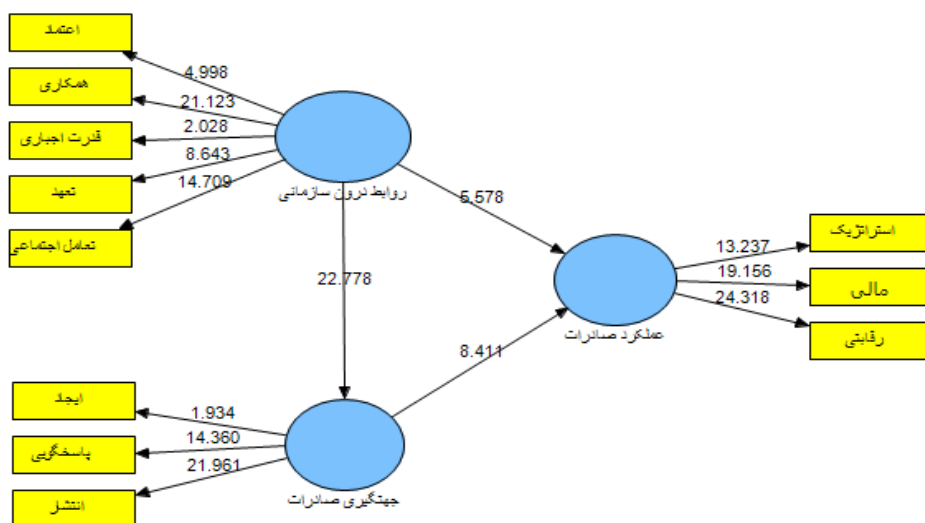 اعتماد
4.998
همکاری
21.123
قدرت اجباری
2.028
تعهد
8.643
تعامل اجتماعی
14.709
روابط درون سازمانی
5.578
22.778
استراتژیک
13.237
مالی
19.156
رقابتی
24.318
عملکرد صادرات
8.411
ایجاد
1.934
پاسخگویی
14.360
انتشار
21.961
جهتگیری صادرات